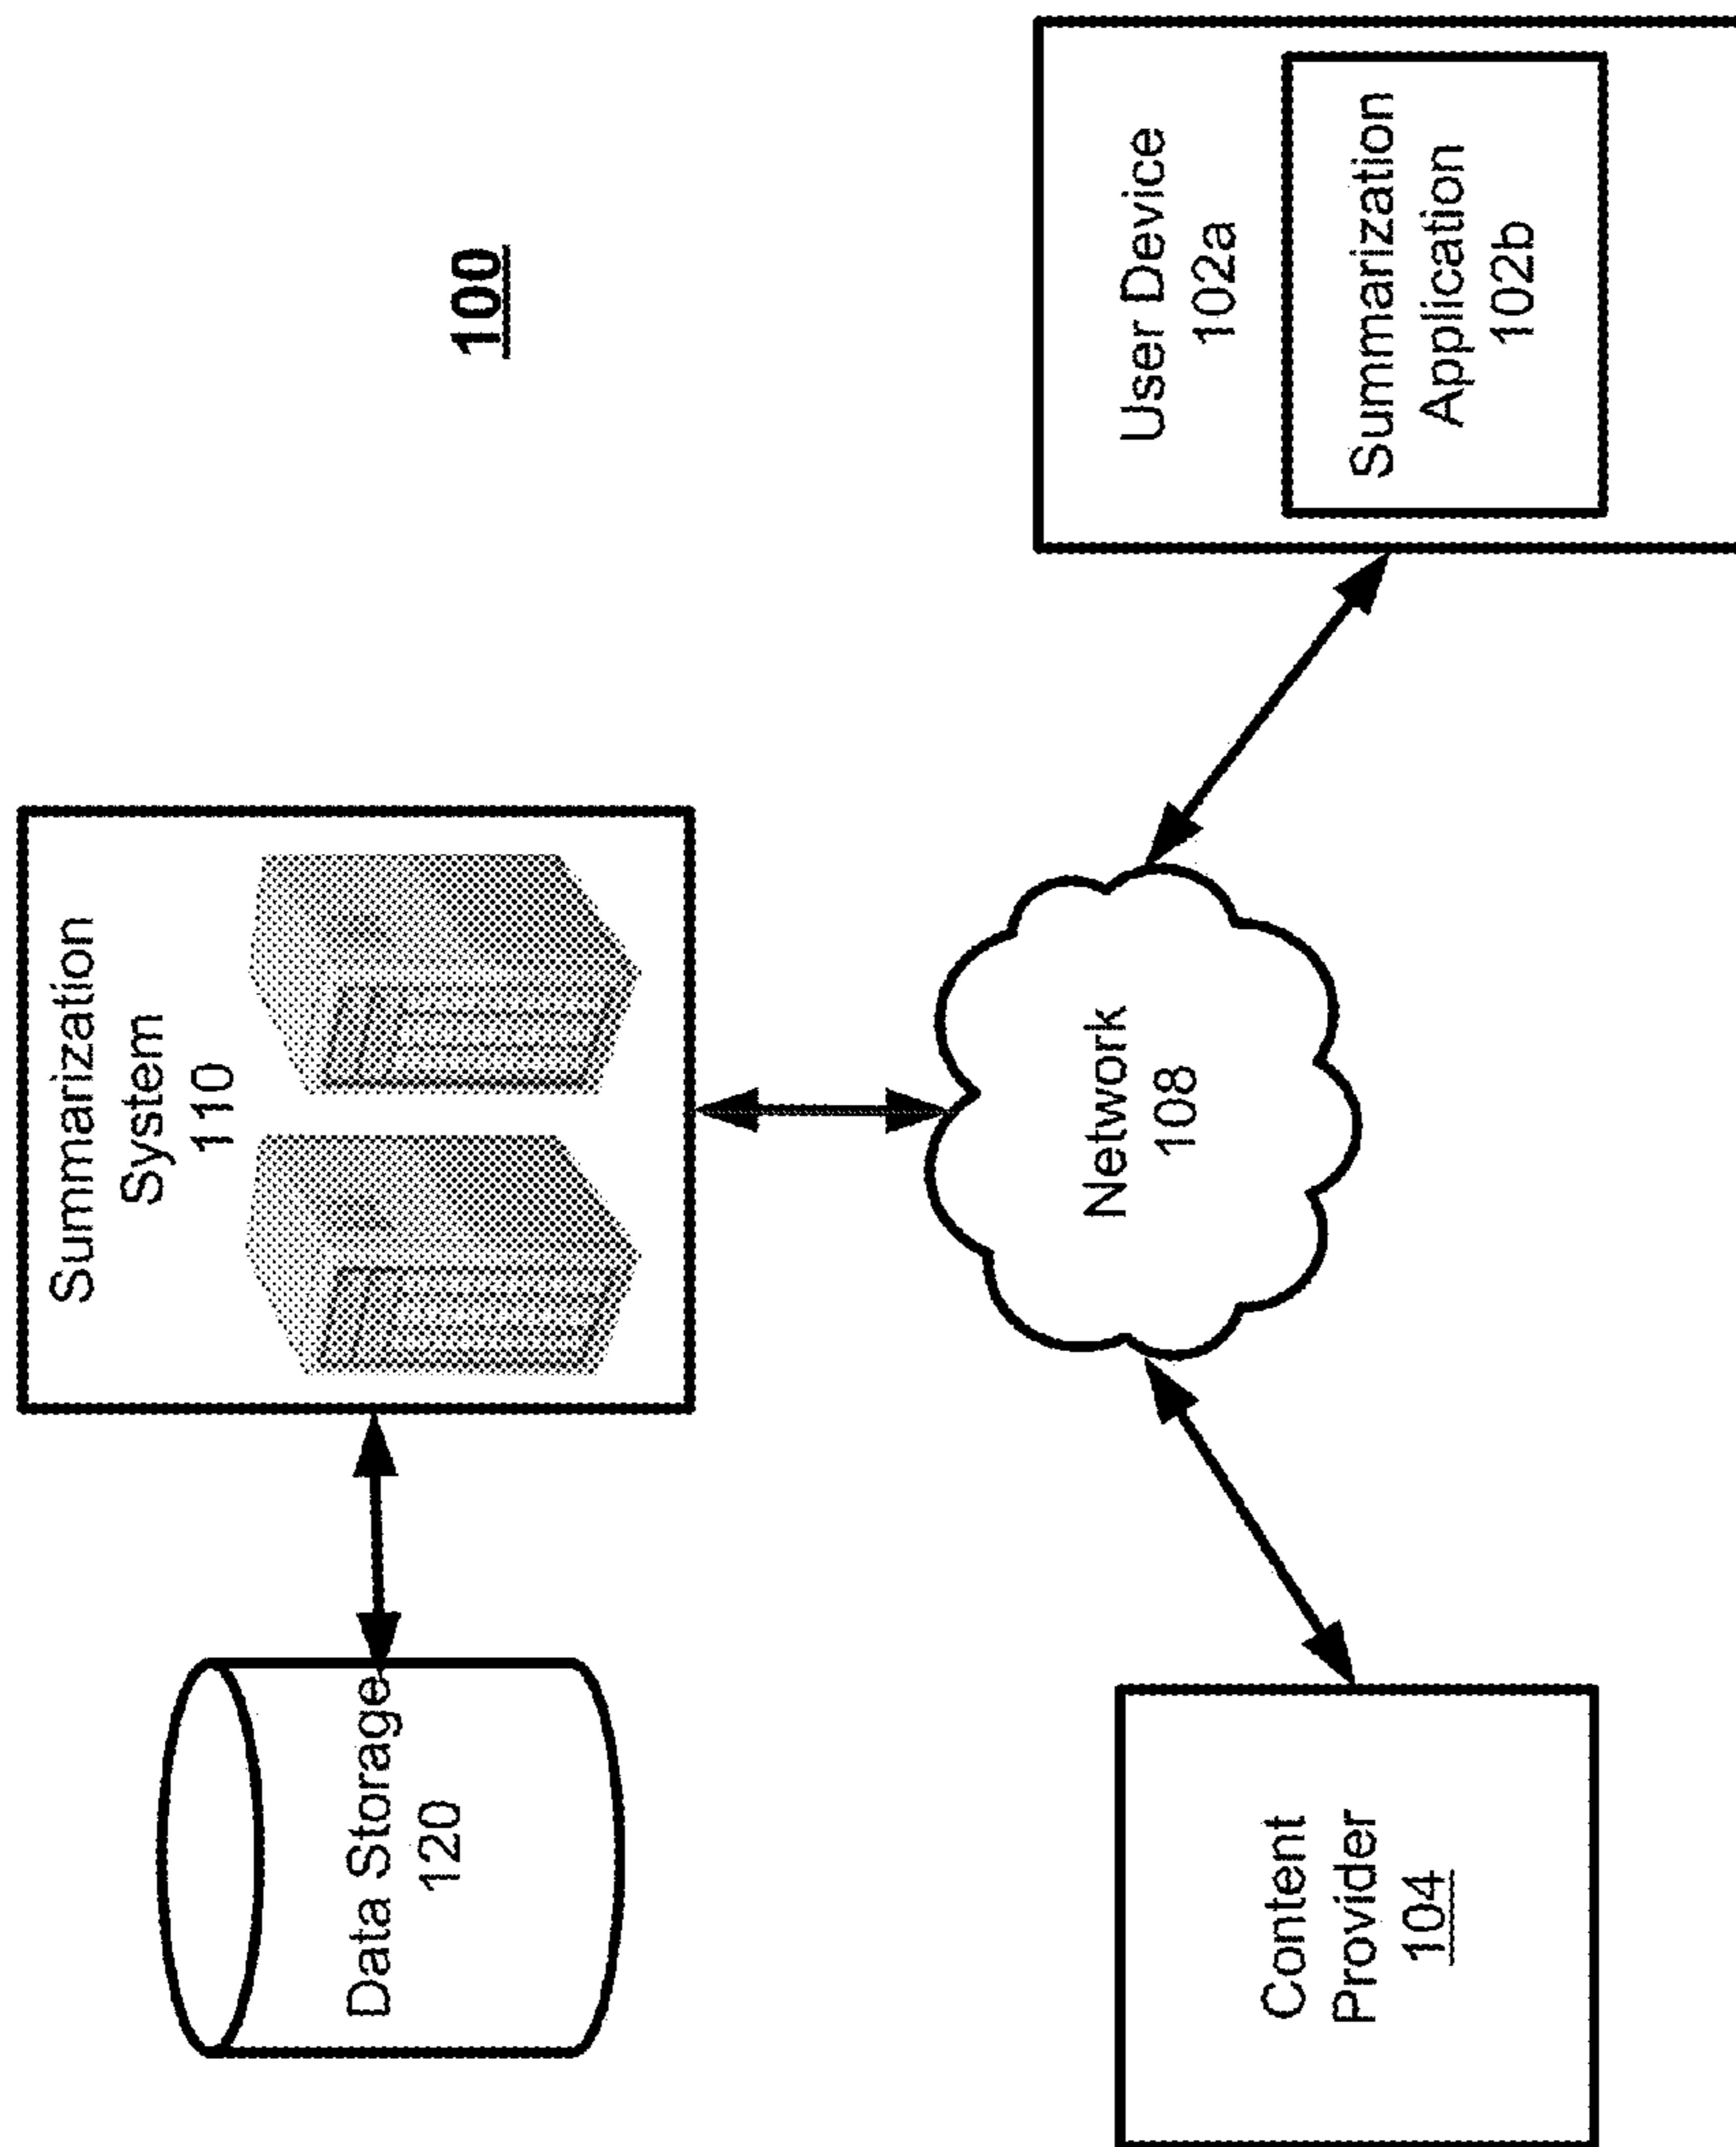 100
Data Storage
120
Summarization
System
110
Network
108
Content
Provider
104
User Device
102a
Summarization
Application
102b